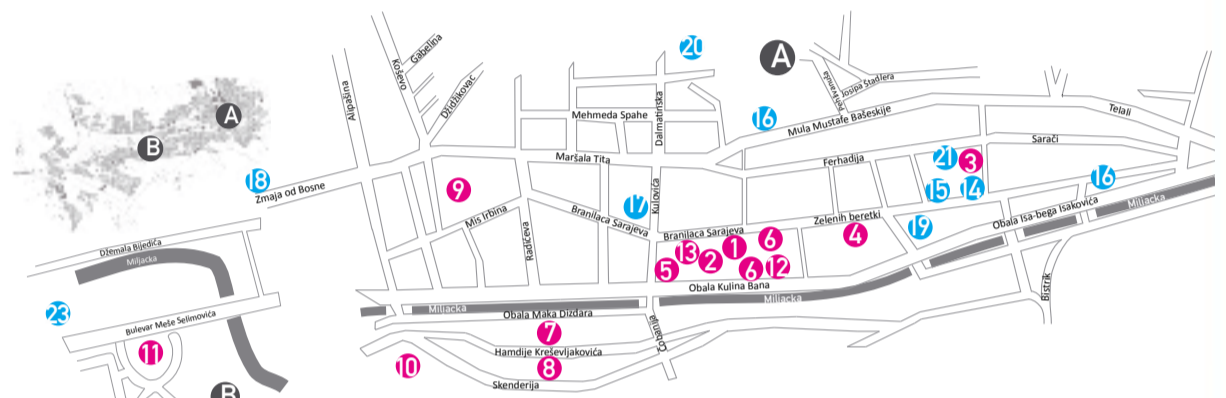 20
A
Koševo
Gabelina
Džidžikovac
Alipašina
Josipa Štadlera
A
B
Mehmeda Spahe
Dalmatinska
16
Mula Mustafe Bašeskije
Telali
Sarači
Maršala Tita
Ferhadija
21
3
18
Zmaja od Bosne
9
15
14
16
17
Kulovića
Mis Irbina
Branilaca Sarajeva
Radićeva
Zelenih beretki
Obala Isa-bega Isakovića
Miljacka
Branilaca Sarajeva
4
19
Džemala Bijedića
Miljacka
13
1
6
5
2
6
12
Obala Kulina Bana
Bistrik
Miljacka
Miljacka
23
Bulevar Meše Selimovića
Obala Maka Dizdara
7
Čobanija
11
Hamdije Kreševljakovića
10
8
Skenderija
B